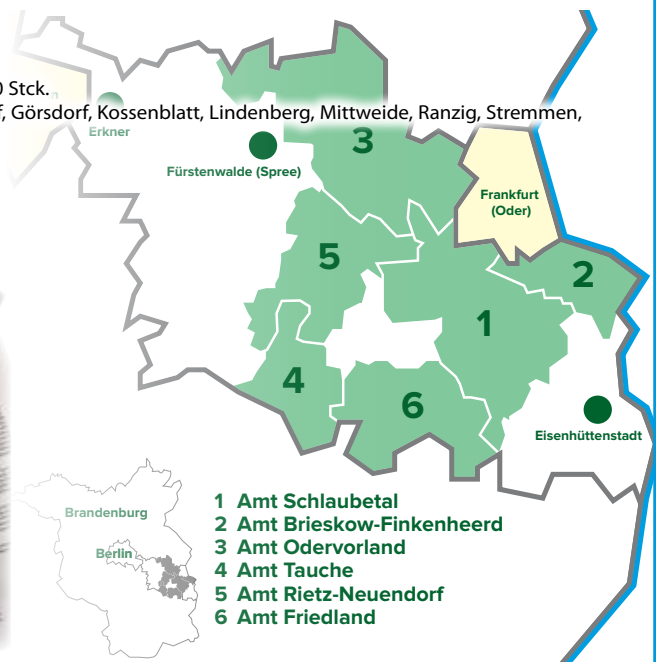 0 Stck.
f, Görsdorf, Kossenblatt, Lindenberg, Mittweide, Ranzig, Stremmen,
Erkner
3
Fürstenwalde (Spree)
Frankfurt
(Oder)
5
2
1
4
6
Eisenhüttenstadt
Brandenburg
Berlin
1 Amt Schlaubetal
2 Amt Brieskow-Finkenheerd
3 Amt Odervorland
4 Amt Tauche
5 Amt Rietz-Neuendorf
6 Amt Friedland